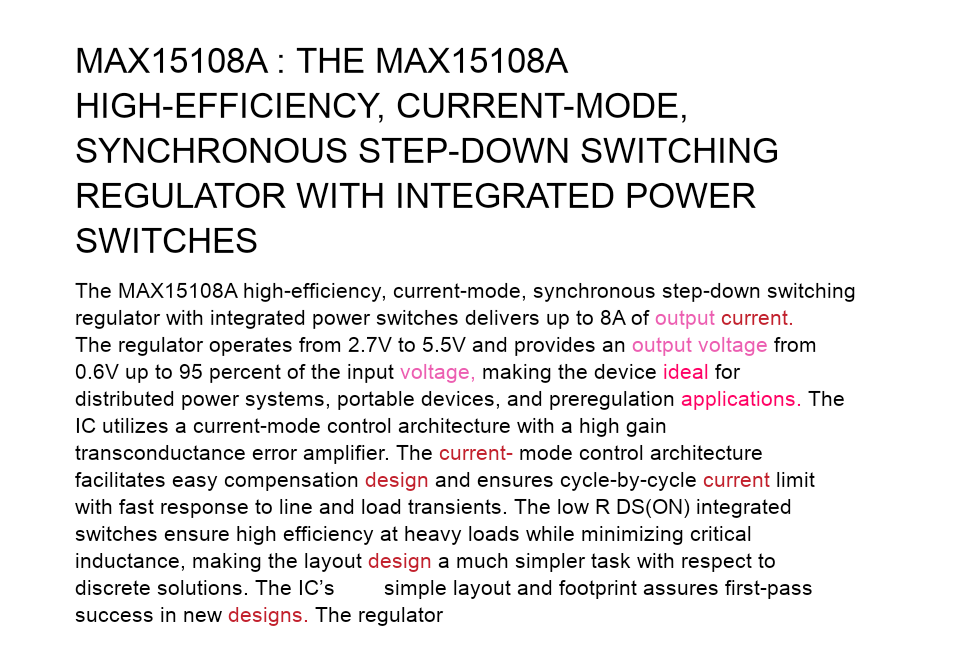 MAX15108A : THE MAX15108A
HIGH-EFFICIENCY, CURRENT-MODE,
SYNCHRONOUS STEP-DOWN SWITCHING
REGULATOR WITH INTEGRATED POWER
SWITCHES
The MAX15108A high-efficiency, current-mode, synchronous step-down switching
regulator with integrated power switches delivers up to 8A of output current.
The regulator operates from 2.7V to 5.5V and provides an output voltage from
0.6V up to 95 percent of the input voltage, making the device ideal for
distributed power systems, portable devices, and preregulation applications. The
IC utilizes a current-mode control architecture with a high gain
transconductance error amplifier. The current- mode control architecture
facilitates easy compensation design and ensures cycle-by-cycle current limit
with fast response to line and load transients. The low R DS(ON) integrated
switches ensure high efficiency at heavy loads while minimizing critical
inductance, making the layout design a much simpler task with respect to
discrete solutions. The IC’s simple layout and footprint assures first-pass
success in new designs. The regulator